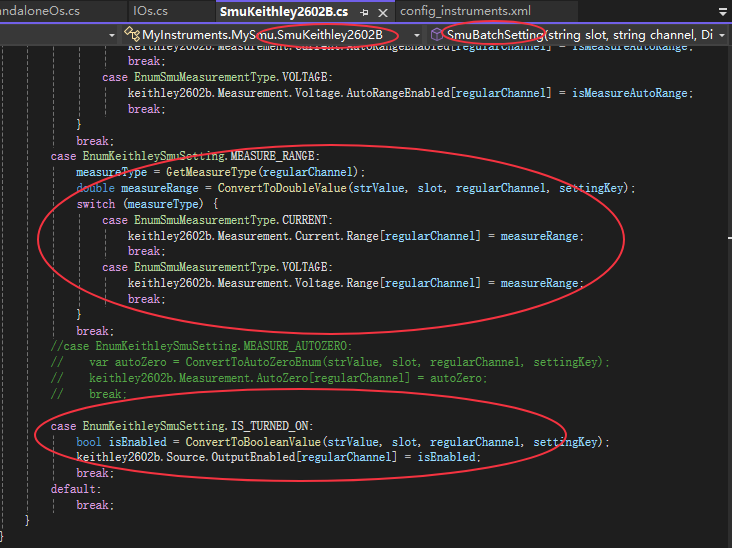 ndaloneOs.cs IOs.cs SmuKeithley2602B.cs config_instruments.xml
MyInstruments.MySmu.SmuKeithley2602B SmuBatchSetting(string slot, string channel, Di
keithley2602b.Measurement.Current.AutoRangeEnabled[regularChannel] = isMeasureAutoRange;
break;
case EnumSmuMeasurementType.VOLTAGE:
keithley2602b.Measurement.Voltage.AutoRangeEnabled[regularChannel] = isMeasureAutoRange;
break;
}
break;
case EnumKeithleySmuSetting.MEASURE_RANGE:
measureType = GetMeasureType(regularChannel);
double measureRange = ConvertToDoubleValue(strValue, slot, regularChannel, settingKey);
switch (measureType) {
case EnumSmuMeasurementType.CURRENT:
keithley2602b.Measurement.Current.Range[regularChannel] = measureRange;
break;
case EnumSmuMeasurementType.VOLTAGE:
keithley2602b.Measurement.Voltage.Range[regularChannel] = measureRange;
break;
}
break;
//case EnumKeithleySmuSetting.MEASURE_AUTOZERO:
// var autoZero = ConvertToAutoZeroEnum(strValue, slot, regularChannel, settingKey);
// keithley2602b.Measurement.AutoZero[regularChannel] = autoZero;
// break;
case EnumKeithleySmuSetting.IS_TURNED_ON:
bool isEnabled = ConvertToBooleanValue(strValue, slot, regularChannel, settingKey);
keithley2602b.Source.OutputEnabled[regularChannel] = isEnabled;
break;
default:
break;
}
}